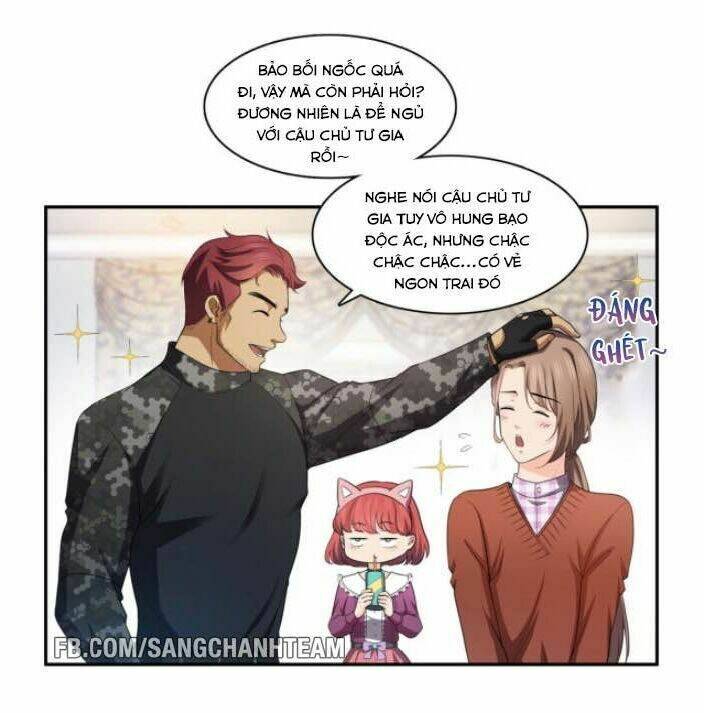 BẢO BỐI NGỐC QUÁ
ĐI, VẬY MÀ CÒN PHẢI HỎI?
ĐƯƠNG NHIÊN LÀ ĐỂ NGỦ
VỚI CẬU CHỦ TƯ GIA
RỒI~
NGHE NÓI CẬU CHỦ TƯ
GIA TUY VÔ HUNG BẠO
ĐỘC ÁC, NHƯNG CHẬC
CHẬC CHẬC...CÓ VẺ
NGON TRAI ĐÓ
ĐÁNG
GHÉT~
FB.COM/SANGCHANHTEAM